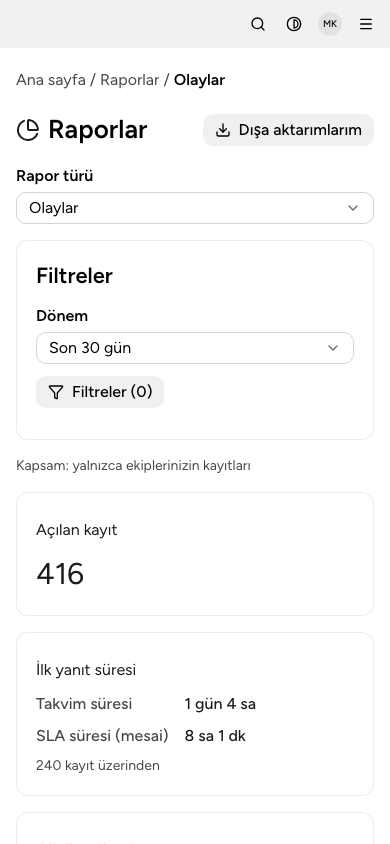 MK
Ana sayfa / Raporlar / Olaylar
Raporlar
Dışa aktarımlarım
Rapor türü
Olaylar
Filtreler
Dönem
Son 30 gün
Filtreler (0)
Kapsam: yalnızca ekiplerinizin kayıtları
Açılan kayıt
416
İlk yanıt süresi
Takvim süresi 1 gün 4 sa
SLA süresi (mesai) 8 sa 1 dk
240 kayıt üzerinden